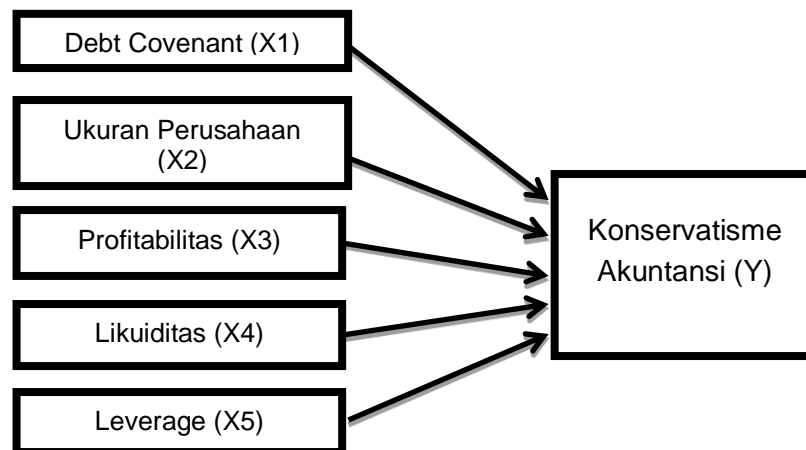 Debt Covenant (X1)
Ukuran Perusahaan
(X2)
Profitabilitas (X3)
Likuiditas (X4)
Leverage (X5)
Konservatisme
Akuntansi (Y)